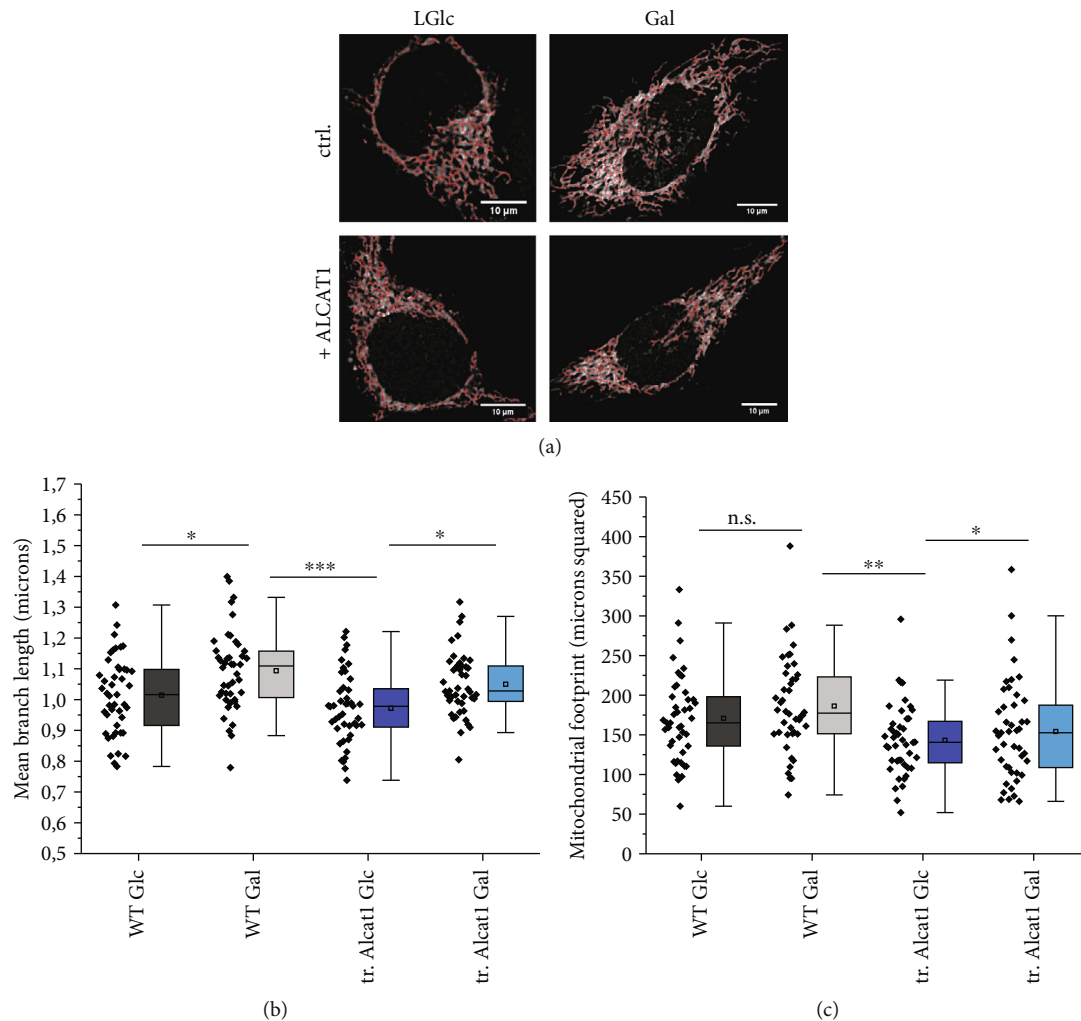 (a)
LGlc
Gal
ctrl.
10 µm
10 µm
+ ALCAT1
10 µm
10 µm
Mean branch length (microns)
1,7
1,6
1,5
1,4
1,3
1,2
1,1
1,0
0,9
0,8
0,7
0,6
0,5
*
***
*
WT Glc
WT Gal
tr. Alcat1 Glc
tr. Alcat1 Gal
(b)
Mitochondrial footprint (microns squared)
450
400
350
300
250
200
150
100
50
0
n.s.
**
*
WT Glc
WT Gal
tr. Alcat1 Glc
tr. Alcat1 Gal
(c)